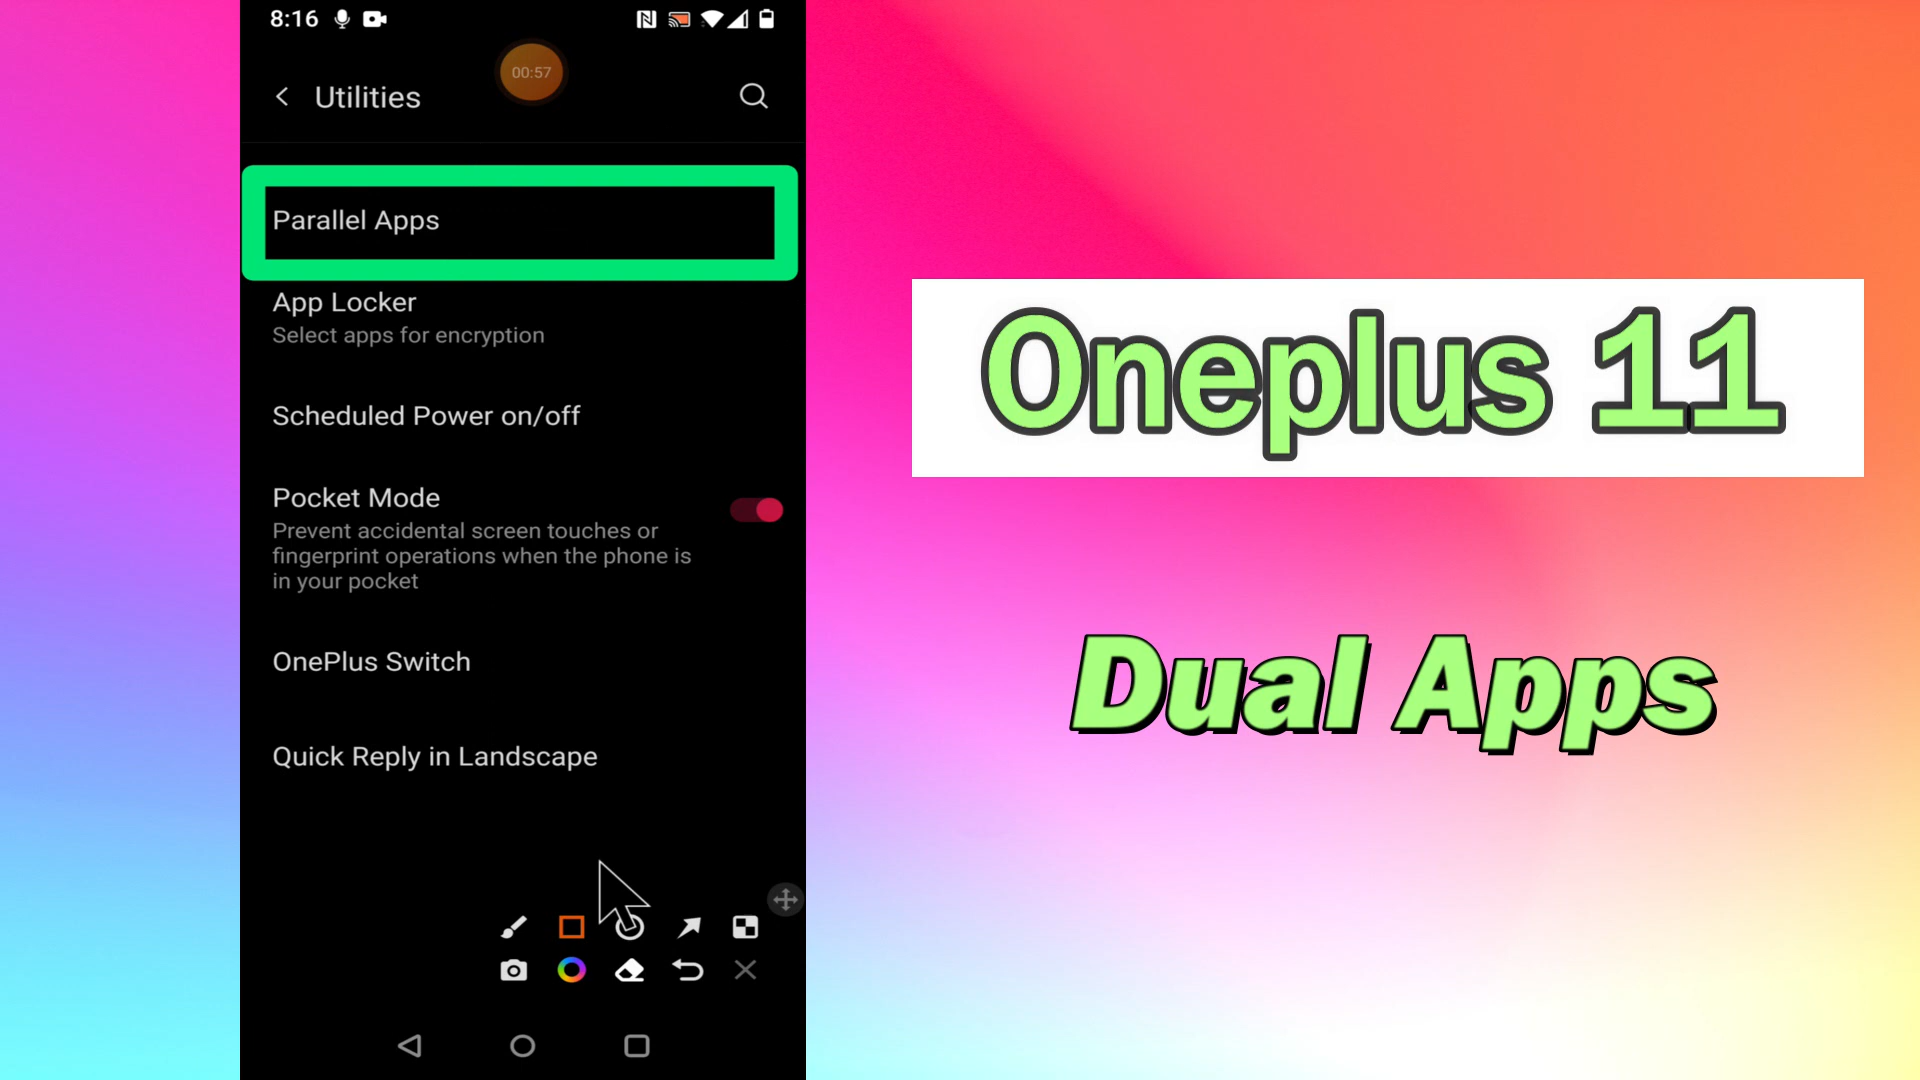 8:16
00:57
Utilities
Parallel Apps
App Locker
Select apps for encryption
Scheduled Power on/off
Pocket Mode
Prevent accidental screen touches or
fingerprint operations when the phone is
in your pocket
OnePlus Switch
Quick Reply in Landscape
Oneplus 11
Dual Apps